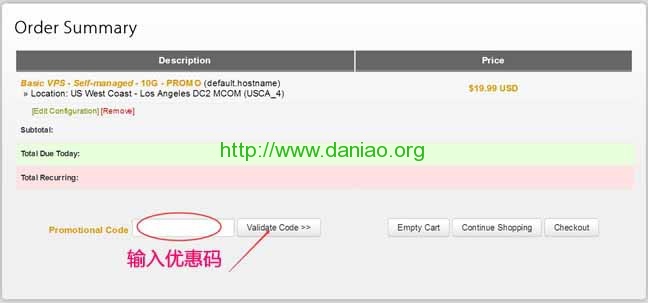 Order Summary
Description Price
Basic VPS - Self-managed - 10G - PROMO (default.hostname) $19.99 USD
» Location: US West Coast - Los Angeles DC2 MCOM (USCA_4)
[Edit Configuration] [Remove]
Subtotal:
Total Due Today:
http://www.daniao.org
Total Recurring:
Promotional Code Validate Code >> Empty Cart Continue Shopping Checkout
输入优惠码